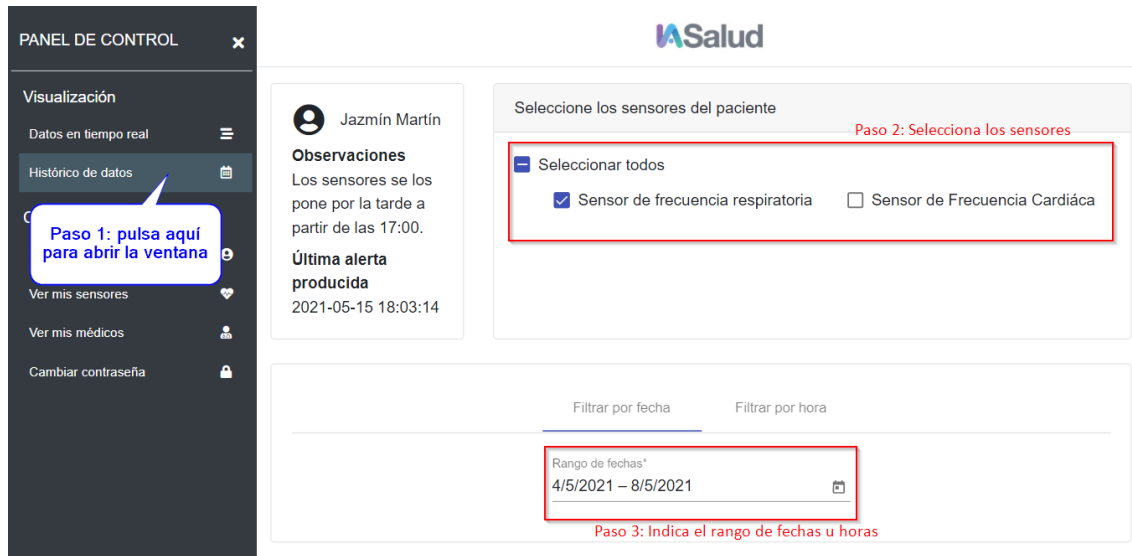 PANEL DE CONTROL
Visualización
Datos en tiempo real
Histórico de datos
Paso 1: pulsa aquí
para abrir la ventana
Ver mis sensores
Ver mis médicos
Cambiar contraseña
IASalud
Jazmín Martín
Observaciones
Los sensores se los
pone por la tarde a
partir de las 17:00.
Última alerta
producida
2021-05-15 18:03:14
Seleccione los sensores del paciente
Paso 2: Selecciona los sensores
Seleccionar todos
Sensor de frecuencia respiratoria
Sensor de Frecuencia Cardiáca
Filtrar por fecha
Filtrar por hora
Rango de fechas*
4/5/2021 – 8/5/2021
Paso 3: Indica el rango de fechas u horas